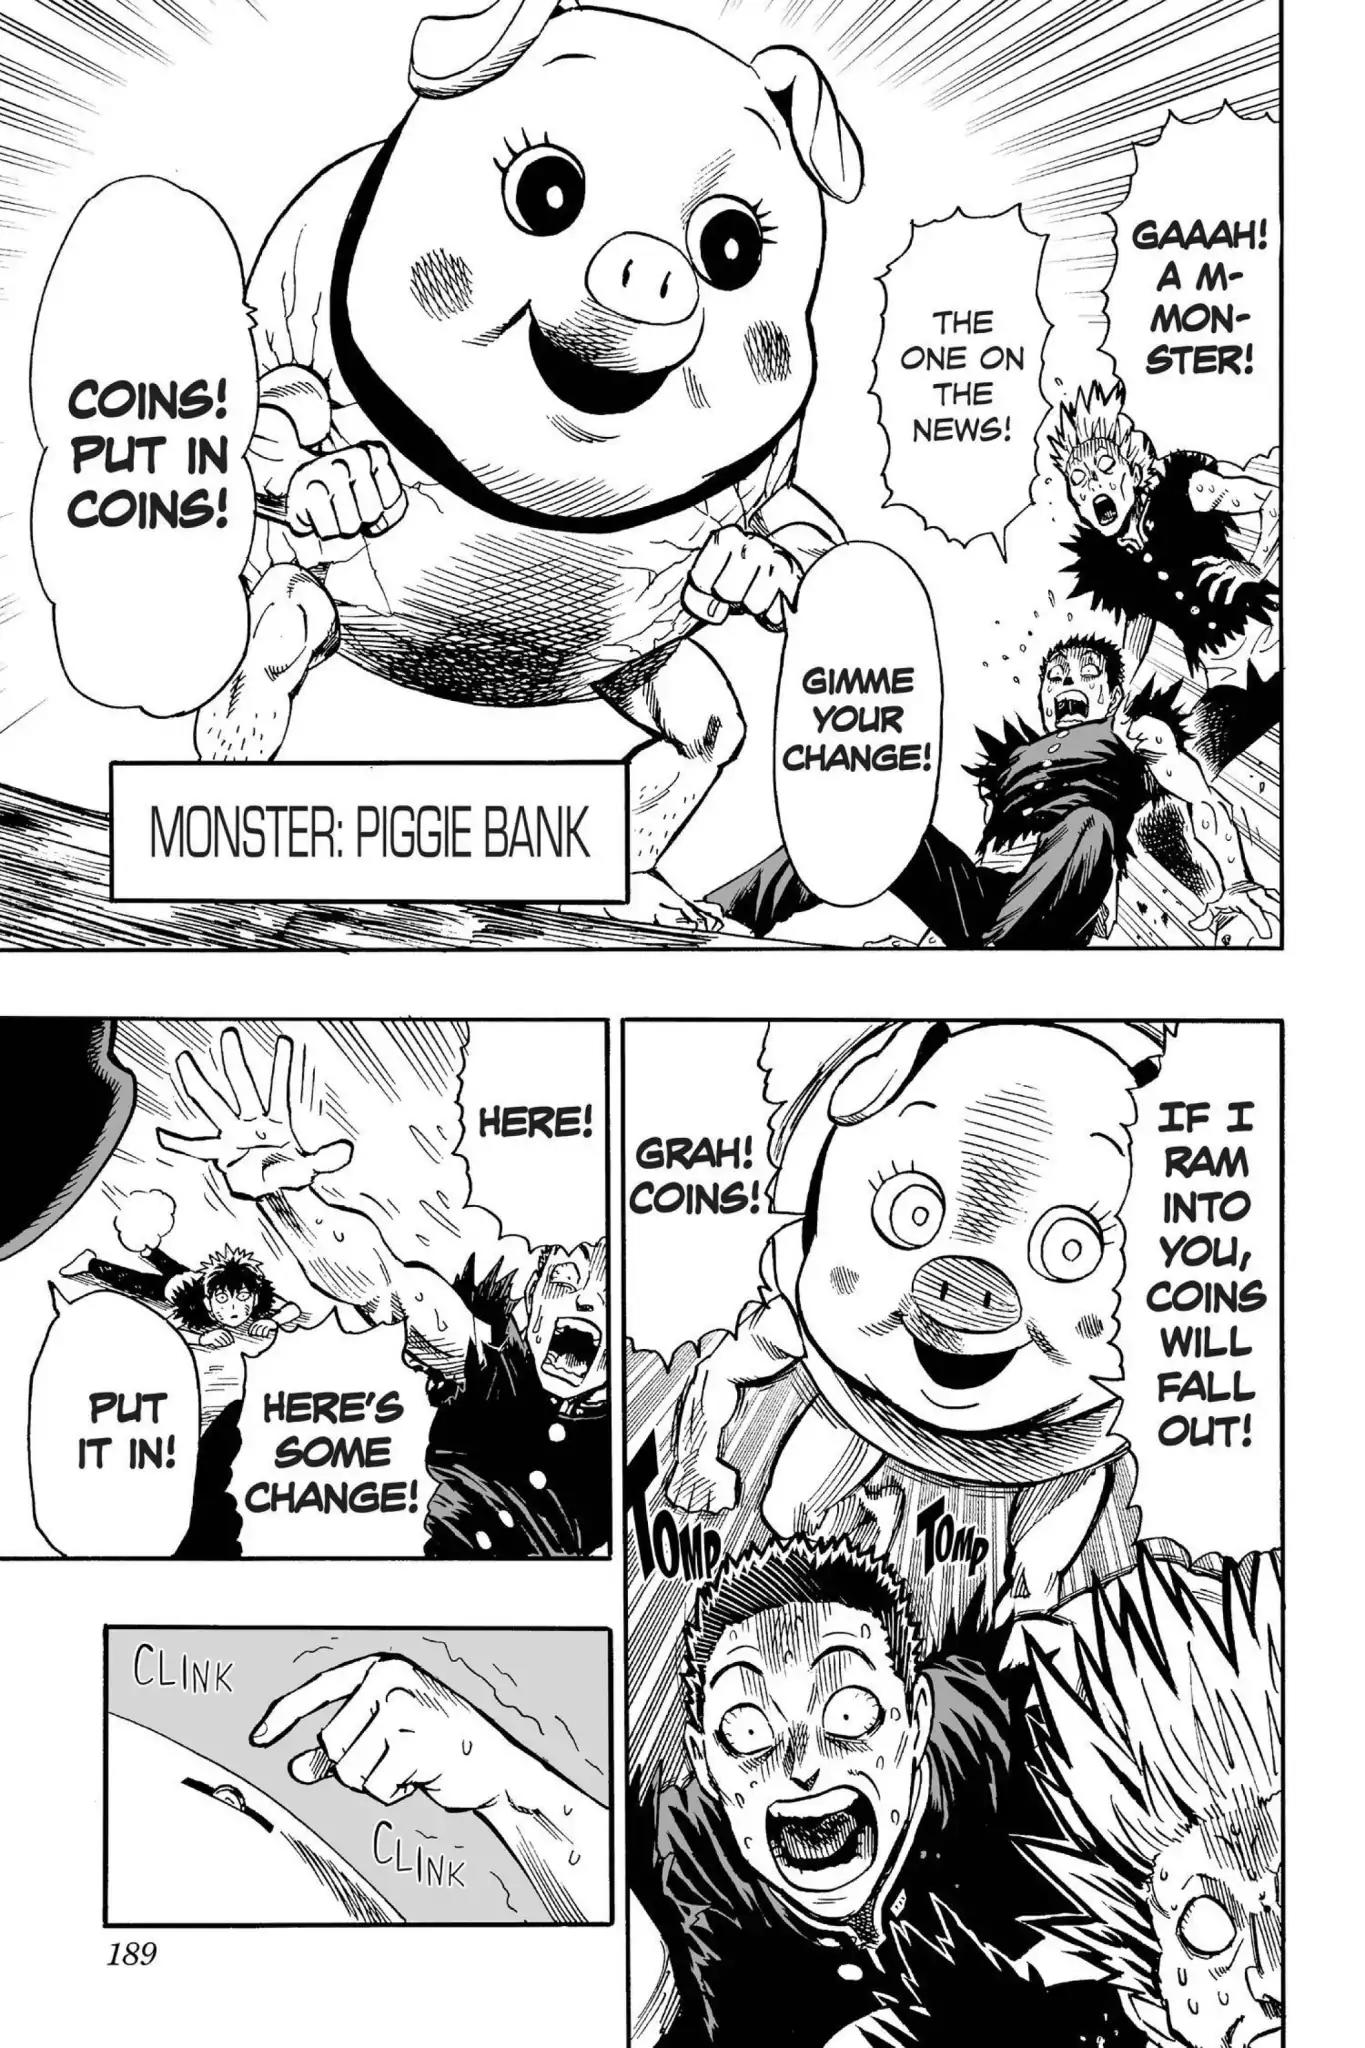 GAAAH!
A M-
MON-
STER!
THE
ONE ON
THE
NEWS!
COINS!
PUT IN
COINS!
GIMME
YOUR
CHANGE!
MONSTER: PIGGIE BANK
IF I
RAM
INTO
YOU,
COINS
WILL
FALL
OUT!
GRAH!
COINS!
TOMP
TOMP
HERE!
HERE'S
SOME
CHANGE!
PUT
IT IN!
CLINK
CLINK
189